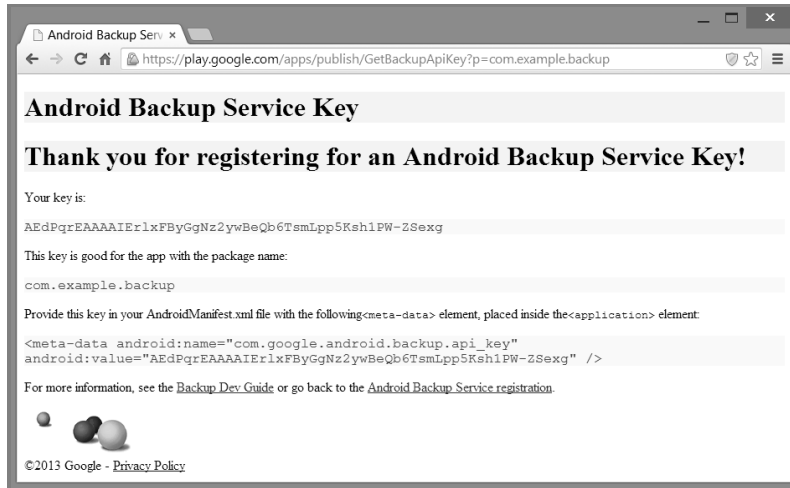 Android Backup Serv ×
https://play.google.com/apps/publish/GetBackupApiKey?p=com.example.backup
Android Backup Service Key
Thank you for registering for an Android Backup Service Key!
Your key is:
AEdPqrEAAAAIErlxFByGgNz2ywBeQb6TsmLpp5Ksh1PW-ZSexg
This key is good for the app with the package name:
com.example.backup
Provide this key in your AndroidManifest.xml file with the following<meta-data> element, placed inside the<application> element:
<meta-data android:name="com.google.android.backup.api_key"
android:value="AEdPqrEAAAAIErlxFByGgNz2ywBeQb6TsmLpp5Ksh1PW-ZSexg" />
For more information, see the Backup Dev Guide or go back to the Android Backup Service registration.
©2013 Google - Privacy Policy